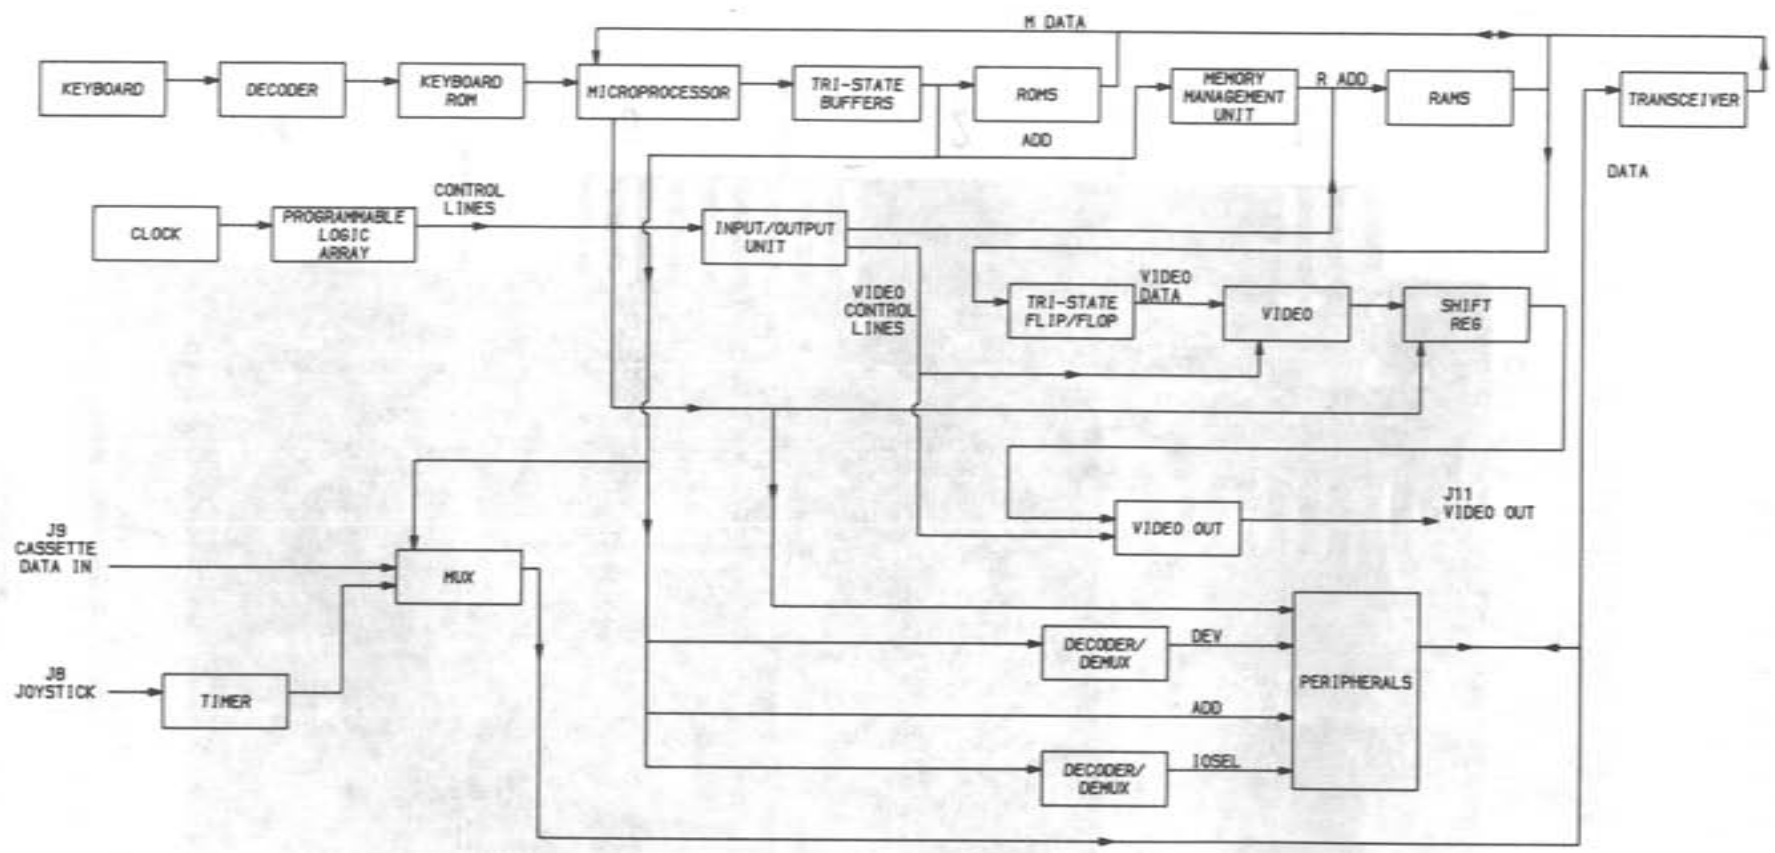 M DATA
KEYBOARD
DECODER
KEYBOARD
ROM
MICROPROCESSOR
TRI-STATE
BUFFERS
ROMS
MEMORY
MANAGEMENT
UNIT
R ADD
RAMS
TRANSCEIVER
ADD
DATA
CLOCK
PROGRAMMABLE
LOGIC
ARRAY
CONTROL
LINES
INPUT/OUTPUT
UNIT
VIDEO
CONTROL
LINES
TRI-STATE
FLIP/FLOP
VIDEO
DATA
VIDEO
SHIFT
REG
VIDEO OUT
J11
VIDEO OUT
J9
CASSETTE
DATA IN
MUX
J8
JOYSTICK
TIMER
DECODER/
DEMUX
DEV
PERIPHERALS
ADD
DECODER/
DEMUX
IOSEL